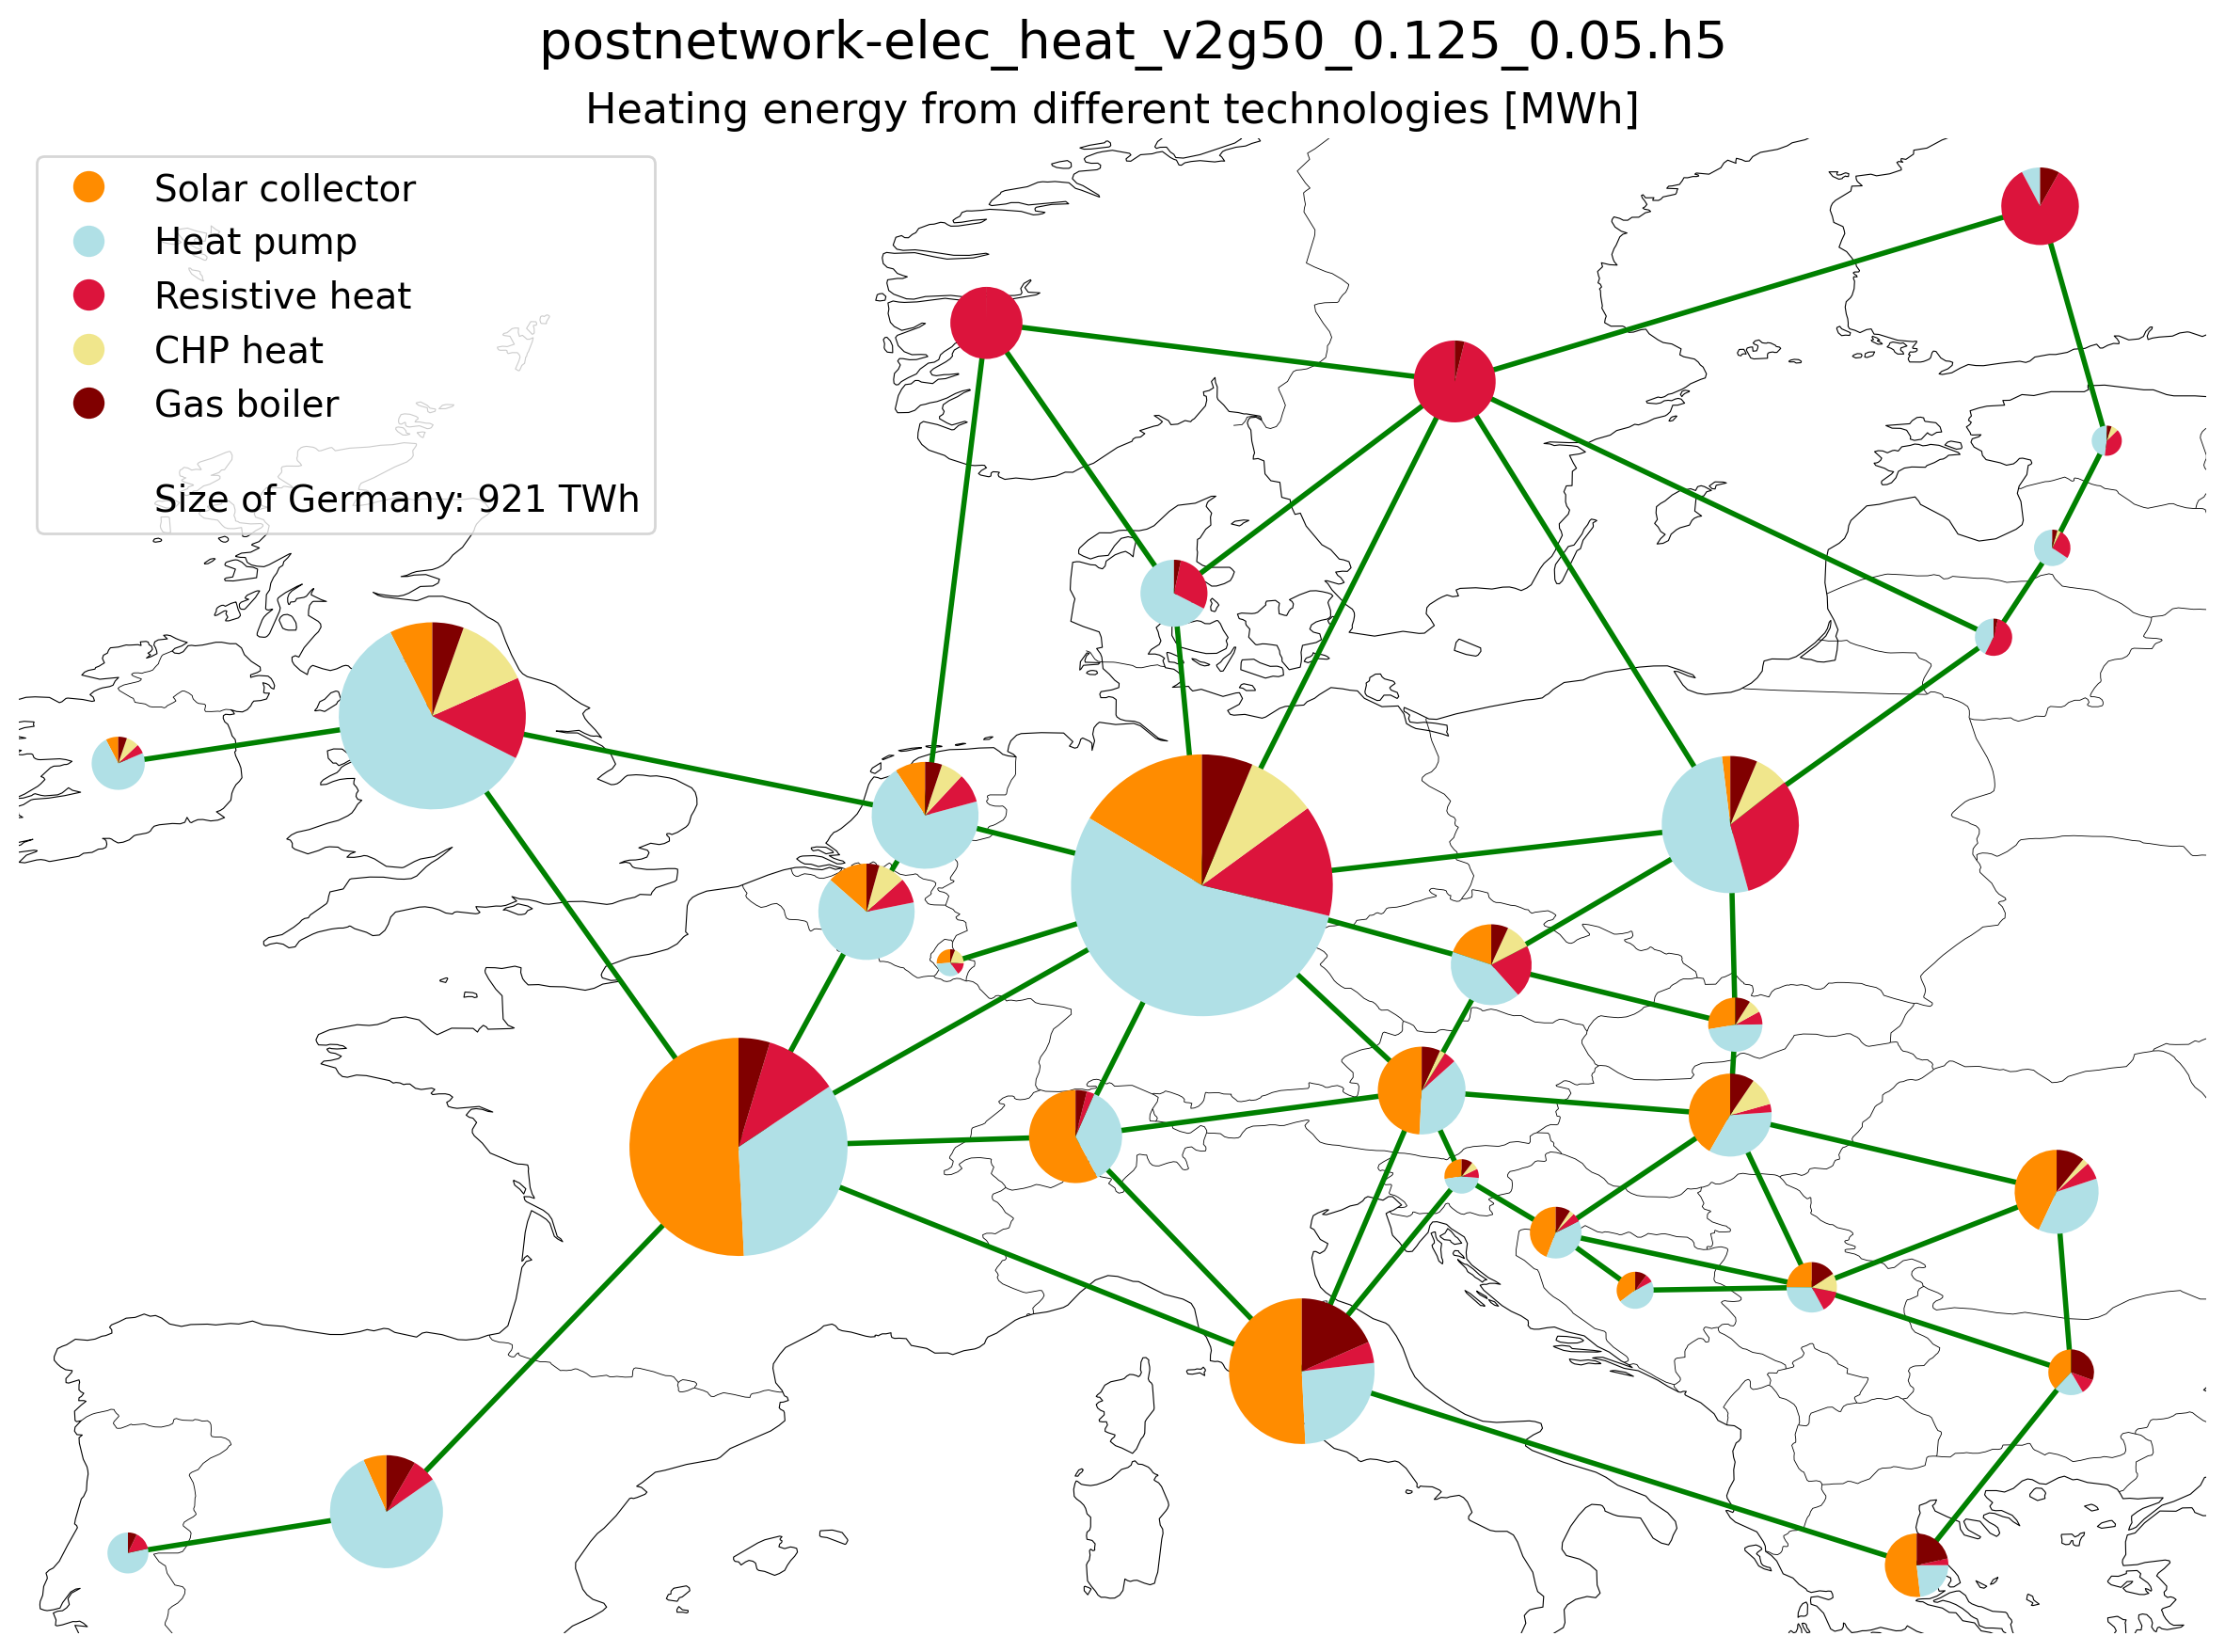 postnetwork-elec_heat_v2g50_0.125_0.05.h5
Heating energy from different technologies [MWh]
Solar collector
Heat pump
Resistive heat
CHP heat
Gas boiler
Size of Germany: 921 TWh